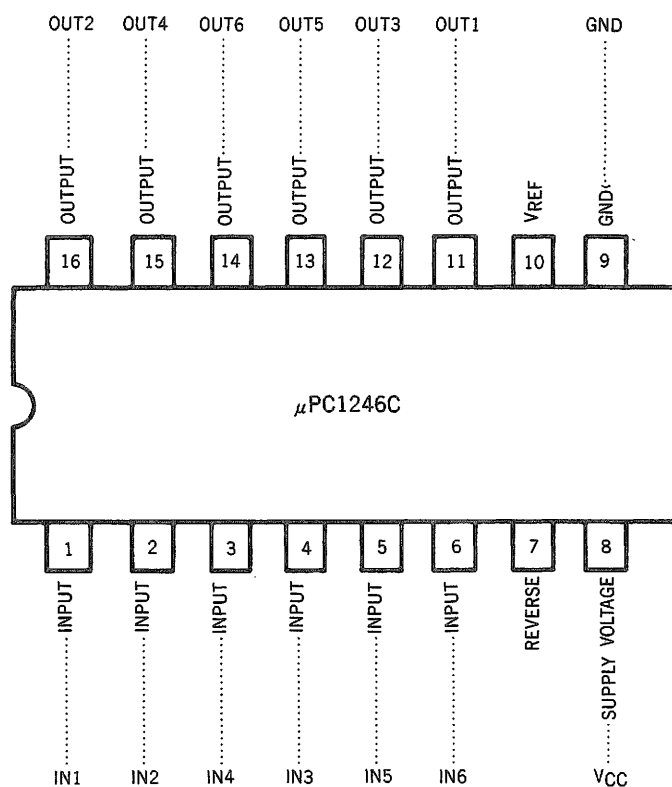 OUT2 OUT4 OUT6 OUT5 OUT3 OUT1 GND
OUTPUT OUTPUT OUTPUT OUTPUT OUTPUT OUTPUT VREF GND
16 15 14 13 12 11 10 9
μPC1246C
1 2 3 4 5 6 7 8
INPUT INPUT INPUT INPUT INPUT INPUT REVERSE SUPPLY VOLTAGE
IN1 IN2 IN4 IN3 IN5 IN6 VCC